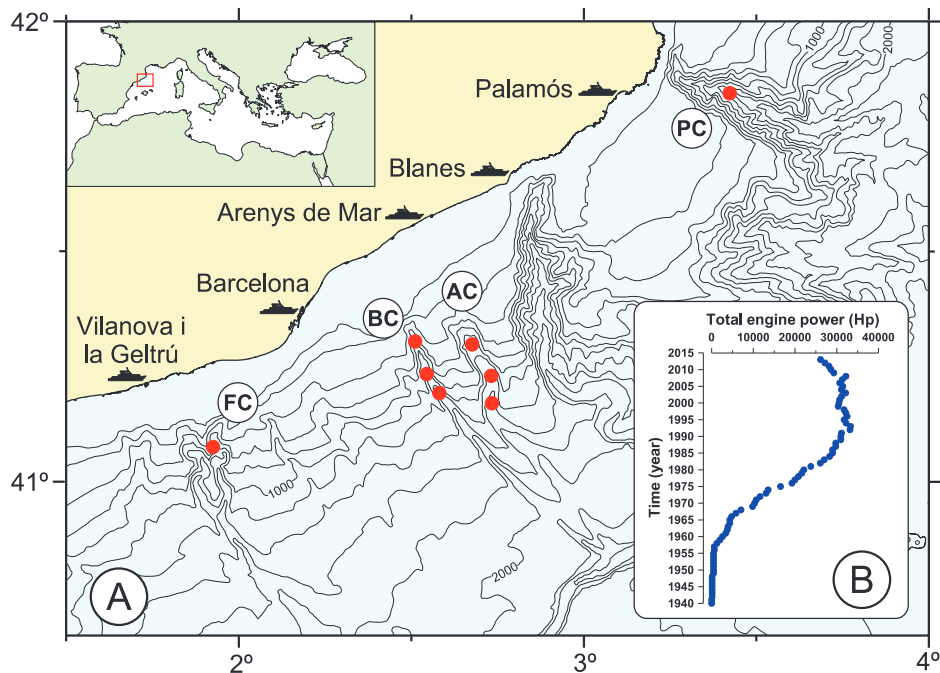 42º
1000
2000
Palamós
PC
Blanes
Arenys de Mar
Barcelona
AC
BC
Vilanova i
la Geltrú
FC
41º
1000
2000
A
Total engine power (Hp)
0
10000
20000
30000
40000
Time (year)
2015
2010
2005
2000
1995
1990
1985
1980
1975
1970
1965
1960
1955
1950
1945
1940
B
2º
3º
4º